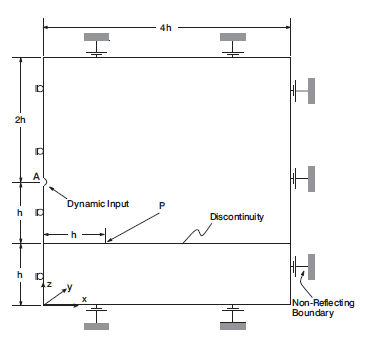 4h
2h
A
Dynamic Input
P
h
h
Discontinuity
h
z
y
x
Non-Reflecting
Boundary